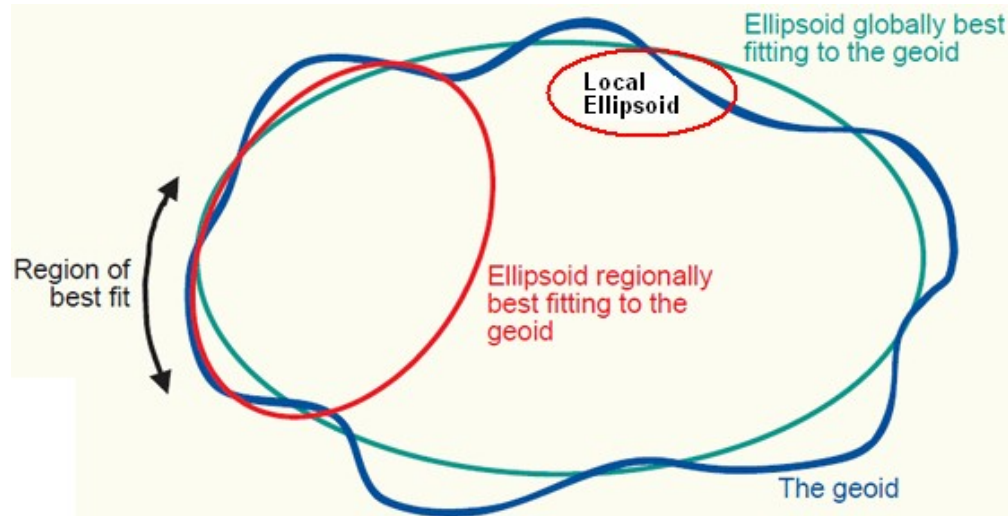 Ellipsoid globally best
fitting to the geoid
Local
Ellipsoid
Region of
best fit
Ellipsoid regionally
best fitting to the
geoid
The geoid